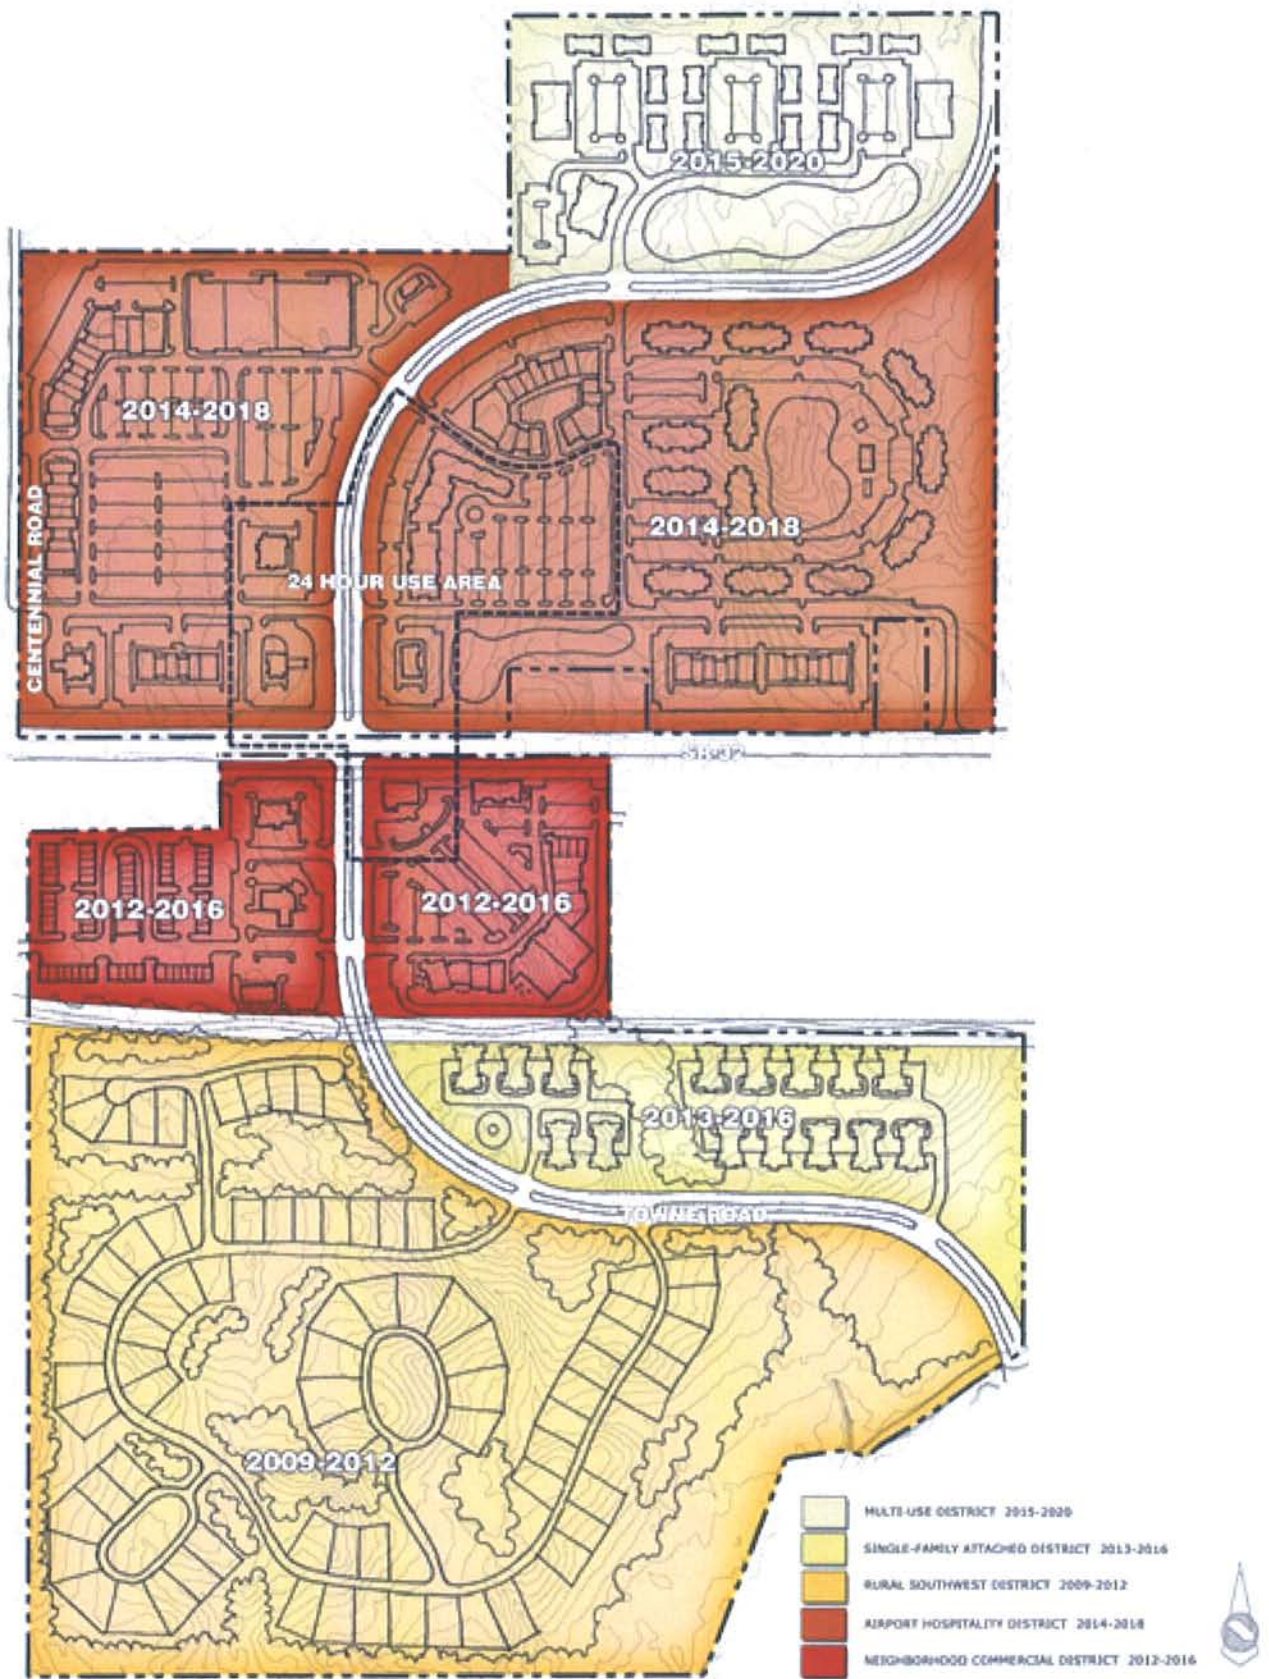 2015-2020
2014-2018
2014-2018
CENTENNIAL ROAD
24 HOUR USE AREA
SR-32
2012-2016
2012-2016
2013-2016
TOWNE ROAD
2009-2012
MULTI-USE DISTRICT 2015-2020
SINGLE-FAMILY ATTACHED DISTRICT 2013-2016
RURAL SOUTHWEST DISTRICT 2009-2012
AIRPORT HOSPITALITY DISTRICT 2014-2018
NEIGHBORHOOD COMMERCIAL DISTRICT 2012-2016